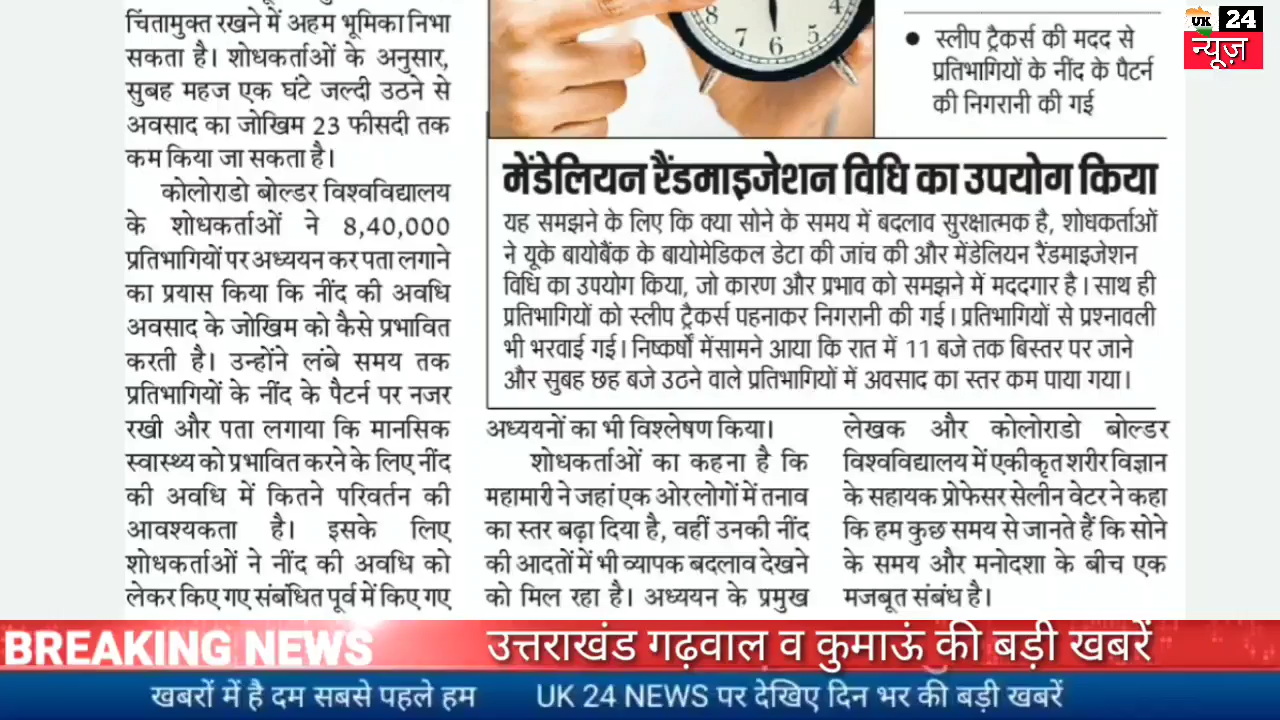 चिंतामुक्त रखने में अहम भूमिका निभा
सकता है। शोधकर्ताओं के अनुसार,
सुबह महज एक घंटे जल्दी उठने से
अवसाद का जोखिम 23 फीसदी तक
कम किया जा सकता है।
कोलोराडो बोल्डर विश्वविद्यालय
के शोधकर्ताओं ने 8,40,000
प्रतिभागियों पर अध्ययन कर पता लगाने
का प्रयास किया कि नींद की अवधि
अवसाद के जोखिम को कैसे प्रभावित
करती है। उन्होंने लंबे समय तक
प्रतिभागियों के नींद के पैटर्न पर नजर
रखी और पता लगाया कि मानसिक
स्वास्थ्य को प्रभावित करने के लिए नींद
की अवधि में कितने परिवर्तन की
आवश्यकता है। इसके लिए
शोधकर्ताओं ने नींद की अवधि को
लेकर किए गए संबंधित पूर्व में किए गए
8 7 6 5 4
● स्लीप ट्रैकर्स की मदद से
प्रतिभागियों के नींद के पैटर्न
की निगरानी की गई
UK 24
न्यूज़
मेंडेलियन रैंडमाइजेशन विधि का उपयोग किया
यह समझने के लिए कि क्या सोने के समय में बदलाव सुरक्षात्मक है, शोधकर्ताओं
ने यूके बायोबैंक के बायोमेडिकल डेटा की जांच की और मेंडेलियन रैंडमाइजेशन
विधि का उपयोग किया, जो कारण और प्रभाव को समझने में मददगार है। साथ ही
प्रतिभागियों को स्लीप ट्रैकर्स पहनाकर निगरानी की गई। प्रतिभागियों से प्रश्नावली
भी भरवाई गई। निष्कर्षों मेंसामने आया कि रात में 11 बजे तक बिस्तर पर जाने
और सुबह छह बजे उठने वाले प्रतिभागियों में अवसाद का स्तर कम पाया गया।
अध्ययनों का भी विश्लेषण किया।
शोधकर्ताओं का कहना है कि
महामारी ने जहां एक ओर लोगों में तनाव
का स्तर बढ़ा दिया है, वहीं उनकी नींद
की आदतों में भी व्यापक बदलाव देखने
को मिल रहा है। अध्ययन के प्रमुख
लेखक और कोलोराडो बोल्डर
विश्वविद्यालय में एकीकृत शरीर विज्ञान
के सहायक प्रोफेसर सेलीन वेटर ने कहा
कि हम कुछ समय से जानते हैं कि सोने
के समय और मनोदशा के बीच एक
मजबूत संबंध है।
BREAKING NEWS
उत्तराखंड गढ़वाल व कुमाऊं की बड़ी खबरें
खबरों में है दम सबसे पहले हम
UK 24 NEWS पर देखिए दिन भर की बड़ी खबरें